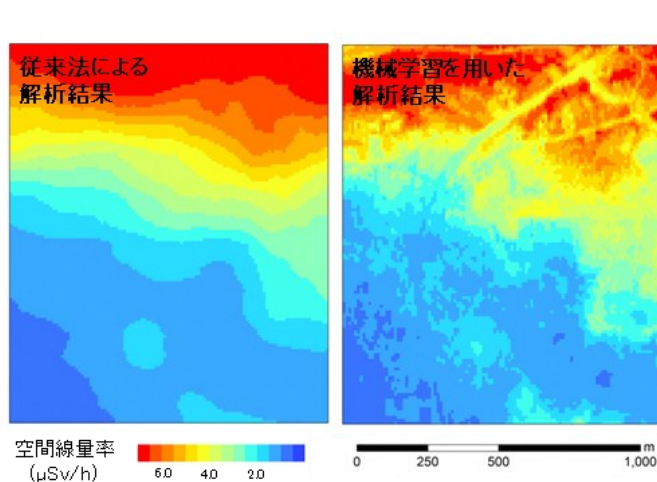 従来法による
解析結果
機械学習を用いた
解析結果
空間線量率
(μSv/h)
6.0 4.0 2.0
m
0 250 500 1,000